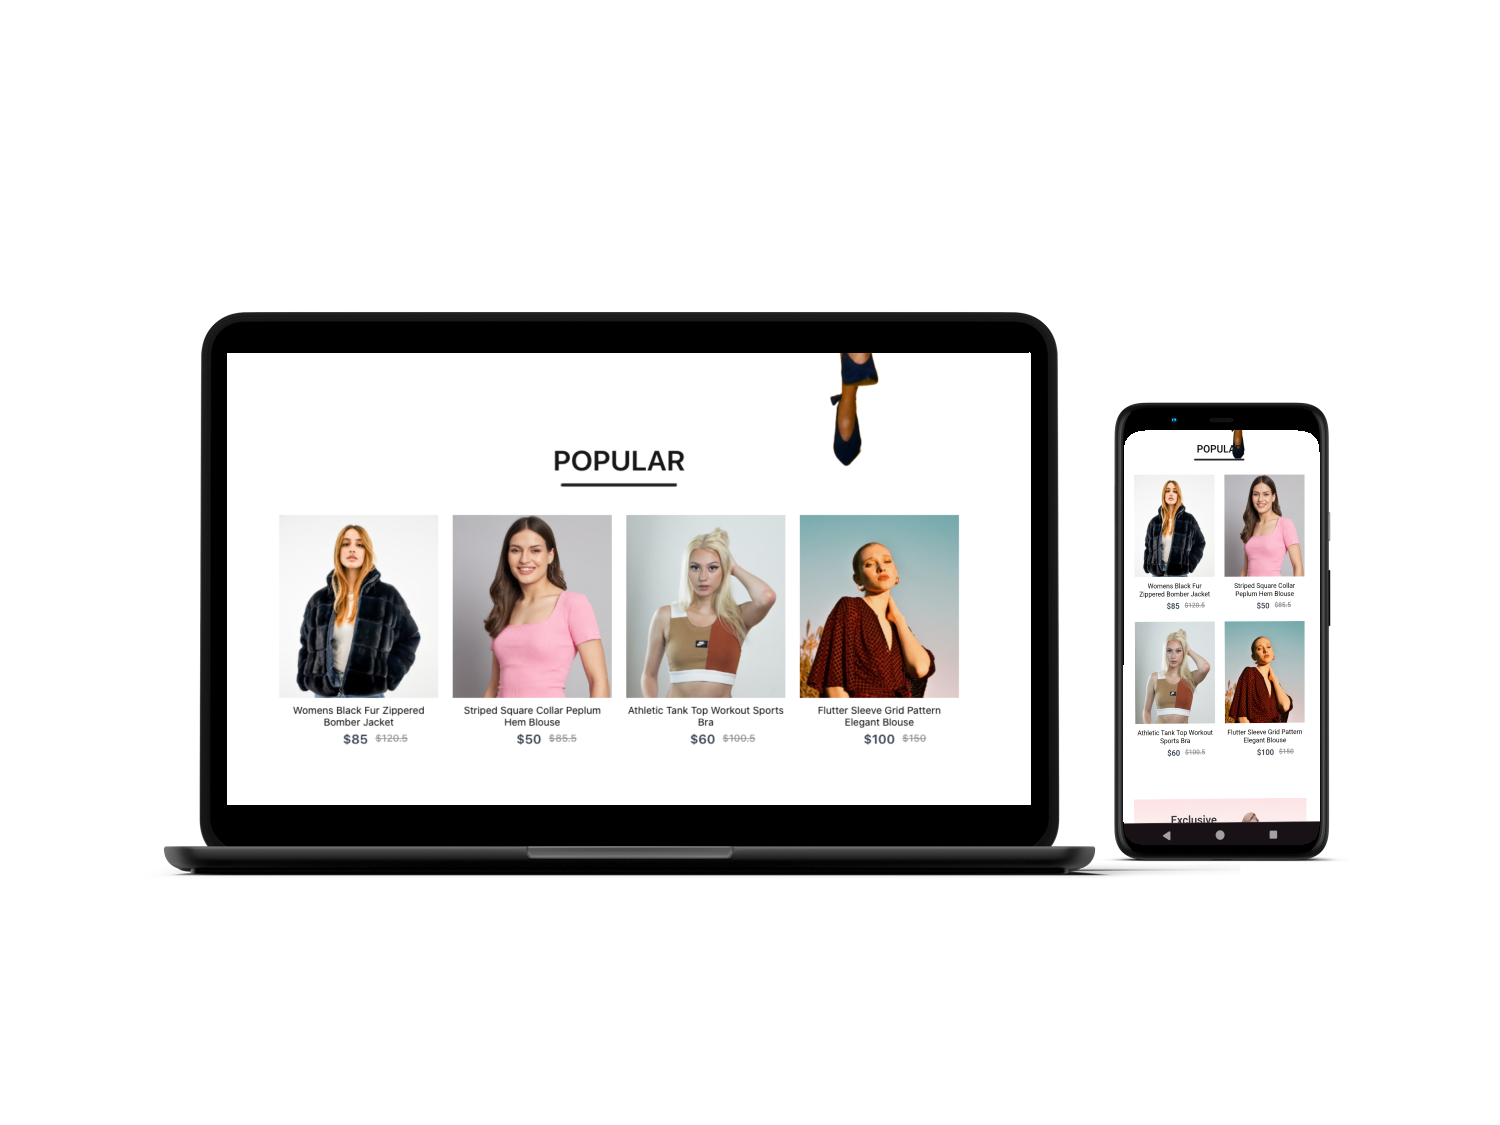 POPULAR
Womens Black Fur Zippered
Bomber Jacket
$85 $120.5
Striped Square Collar Peplum
Hem Blouse
$50 $85.5
Athletic Tank Top Workout Sports
Bra
$60 $100.5
Flutter Sleeve Grid Pattern
Elegant Blouse
$100 $150
POPULAR
Womens Black Fur
Zippered Bomber Jacket
$85 $120.5
Striped Square Collar
Peplum Hem Blouse
$50 $85.5
Athletic Tank Top Workout
Sports Bra
$60 $100.5
Flutter Sleeve Grid Pattern
Elegant Blouse
$100 $150
Exclusive